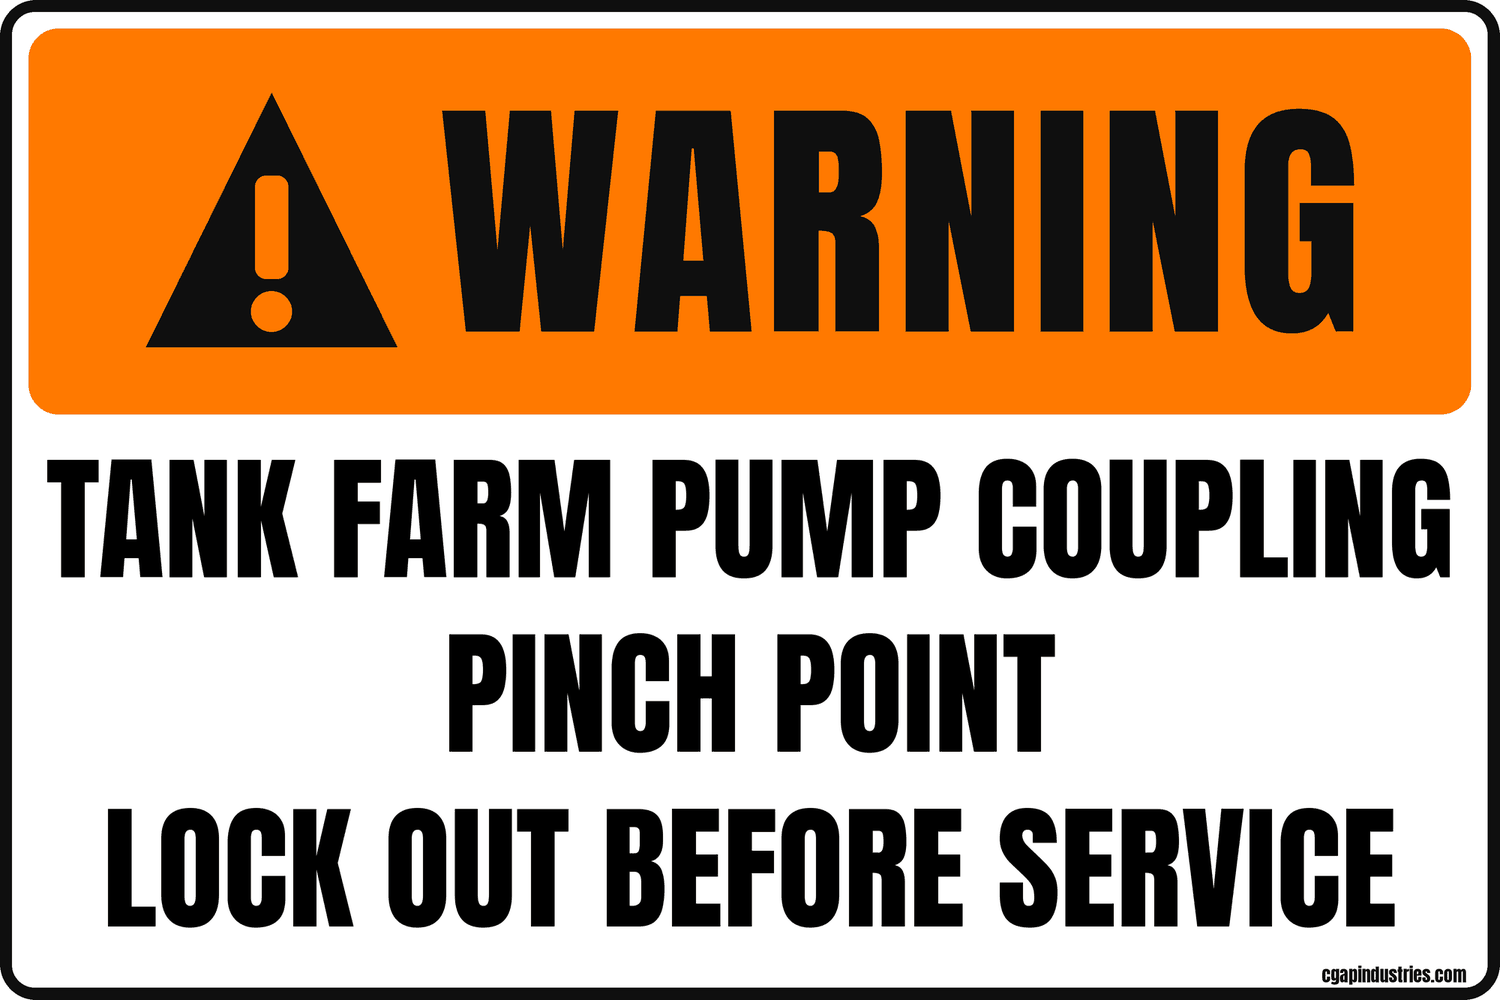 WARNING
TANK FARM PUMP COUPLING
PINCH POINT
LOCK OUT BEFORE SERVICE
cgapindustries.com